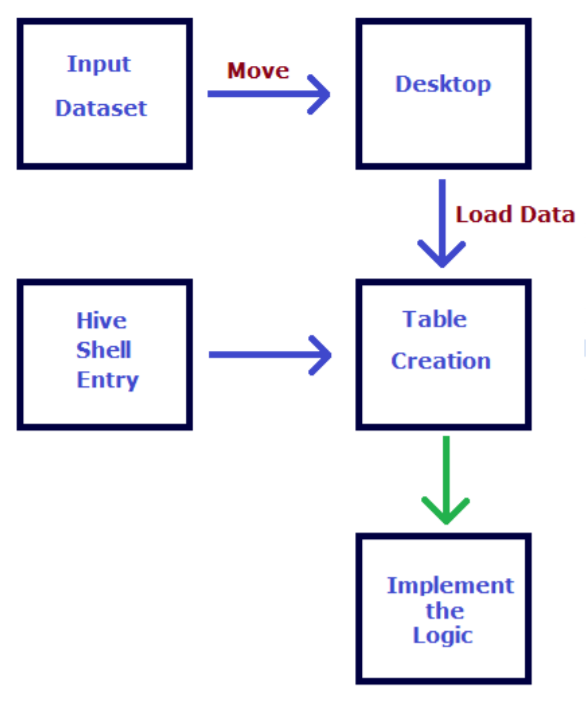 Input
Dataset
Move
Desktop
Load Data
Hive
Shell
Entry
Table
Creation
Implement
the
Logic